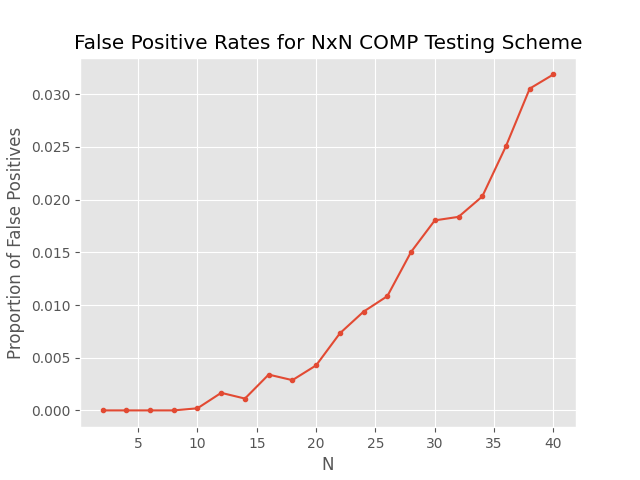 False Positive Rates for NxN COMP Testing Scheme
Proportion of False Positives
0.030
0.025
0.020
0.015
0.010
0.005
0.000
5 10 15 20 25 30 35 40
N